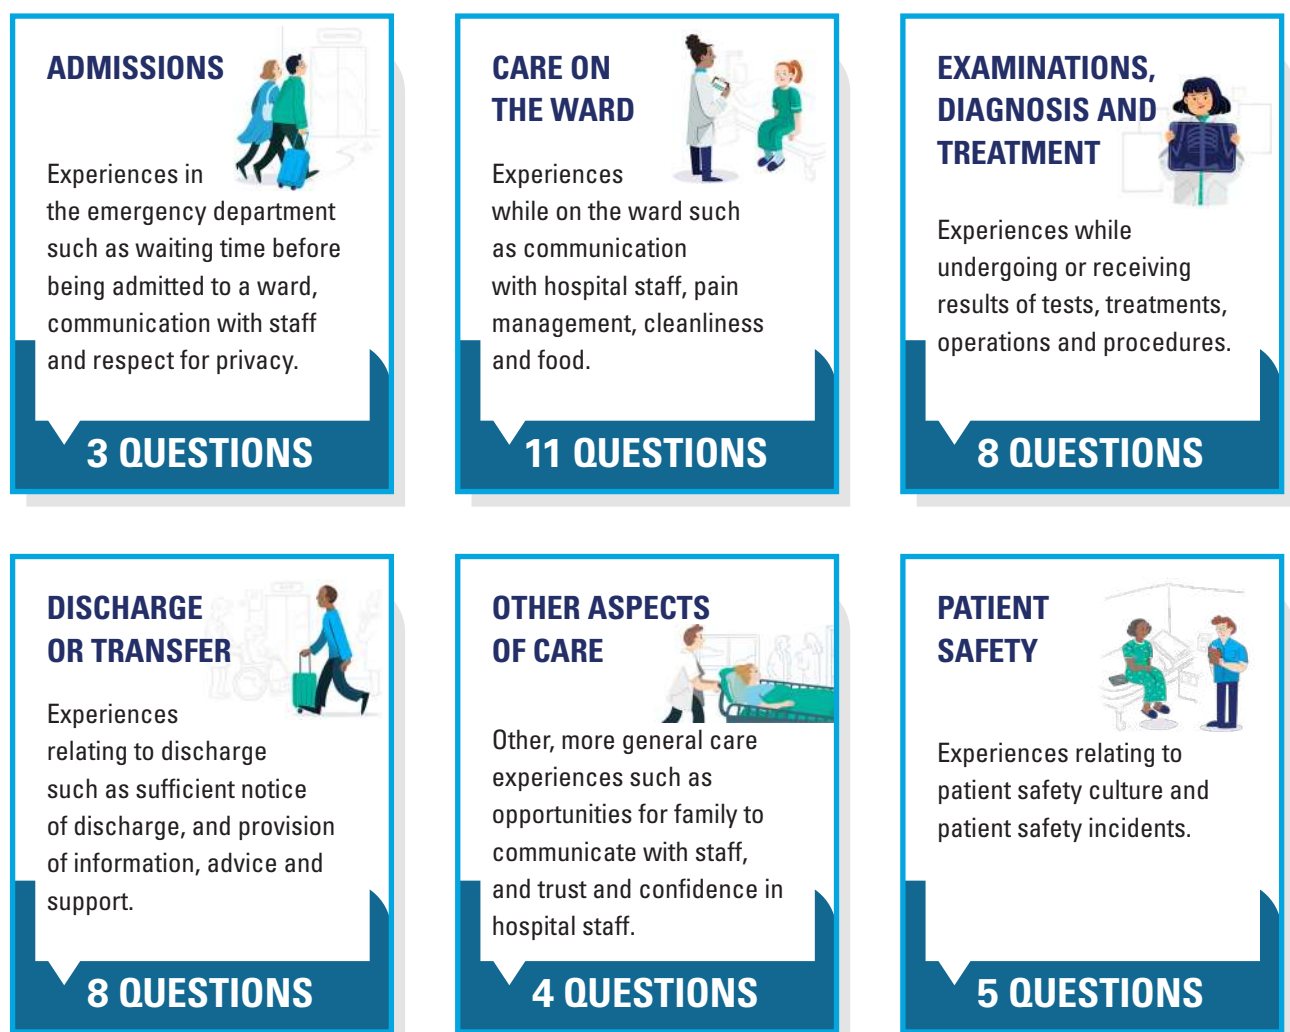 ADMISSIONS
Experiences in
the emergency department
such as waiting time before
being admitted to a ward,
communication with staff
and respect for privacy.
3 QUESTIONS
CARE ON
THE WARD
Experiences
while on the ward such
as communication
with hospital staff, pain
management, cleanliness
and food.
11 QUESTIONS
EXAMINATIONS,
DIAGNOSIS AND
TREATMENT
Experiences while
undergoing or receiving
results of tests, treatments,
operations and procedures.
8 QUESTIONS
DISCHARGE
OR TRANSFER
Experiences
relating to discharge
such as sufficient notice
of discharge, and provision
of information, advice and
support.
8 QUESTIONS
OTHER ASPECTS
OF CARE
Other, more general care
experiences such as
opportunities for family to
communicate with staff,
and trust and confidence in
hospital staff.
4 QUESTIONS
PATIENT
SAFETY
Experiences relating to
patient safety culture and
patient safety incidents.
5 QUESTIONS